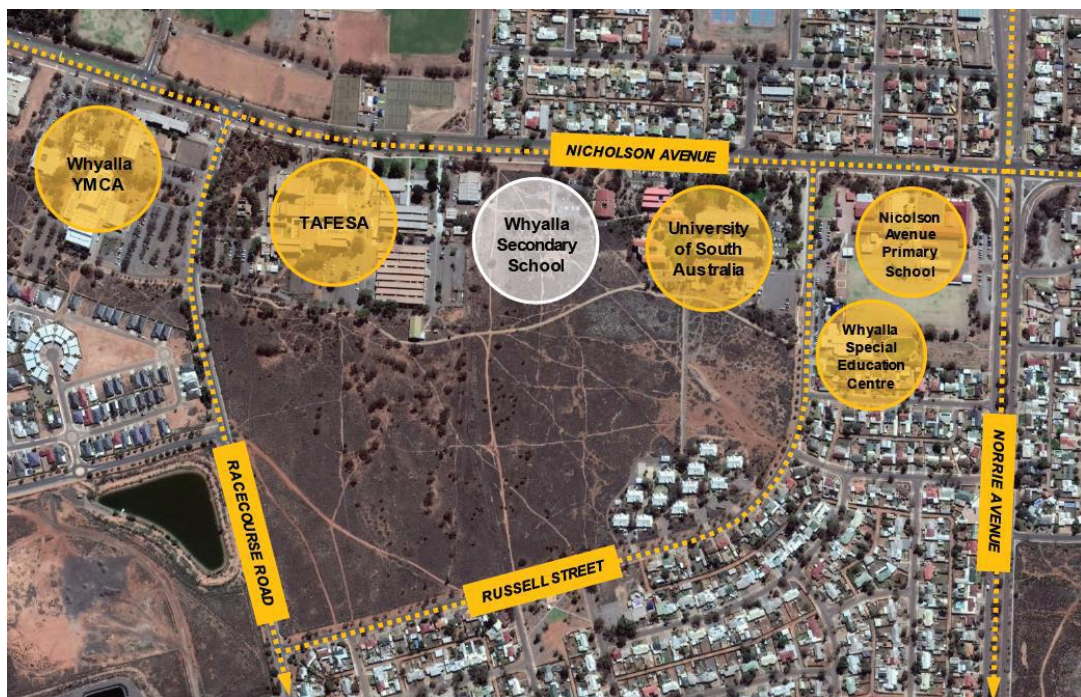 NICHOLSON AVENUE
Whyalla
YMCA
TAFESA
Whyalla
Secondary
School
University
of South
Australia
Nicolson
Avenue
Primary
School
Whyalla
Special
Education
Centre
RACECOURSE ROAD
RUSSELL STREET
NORRIE AVENUE